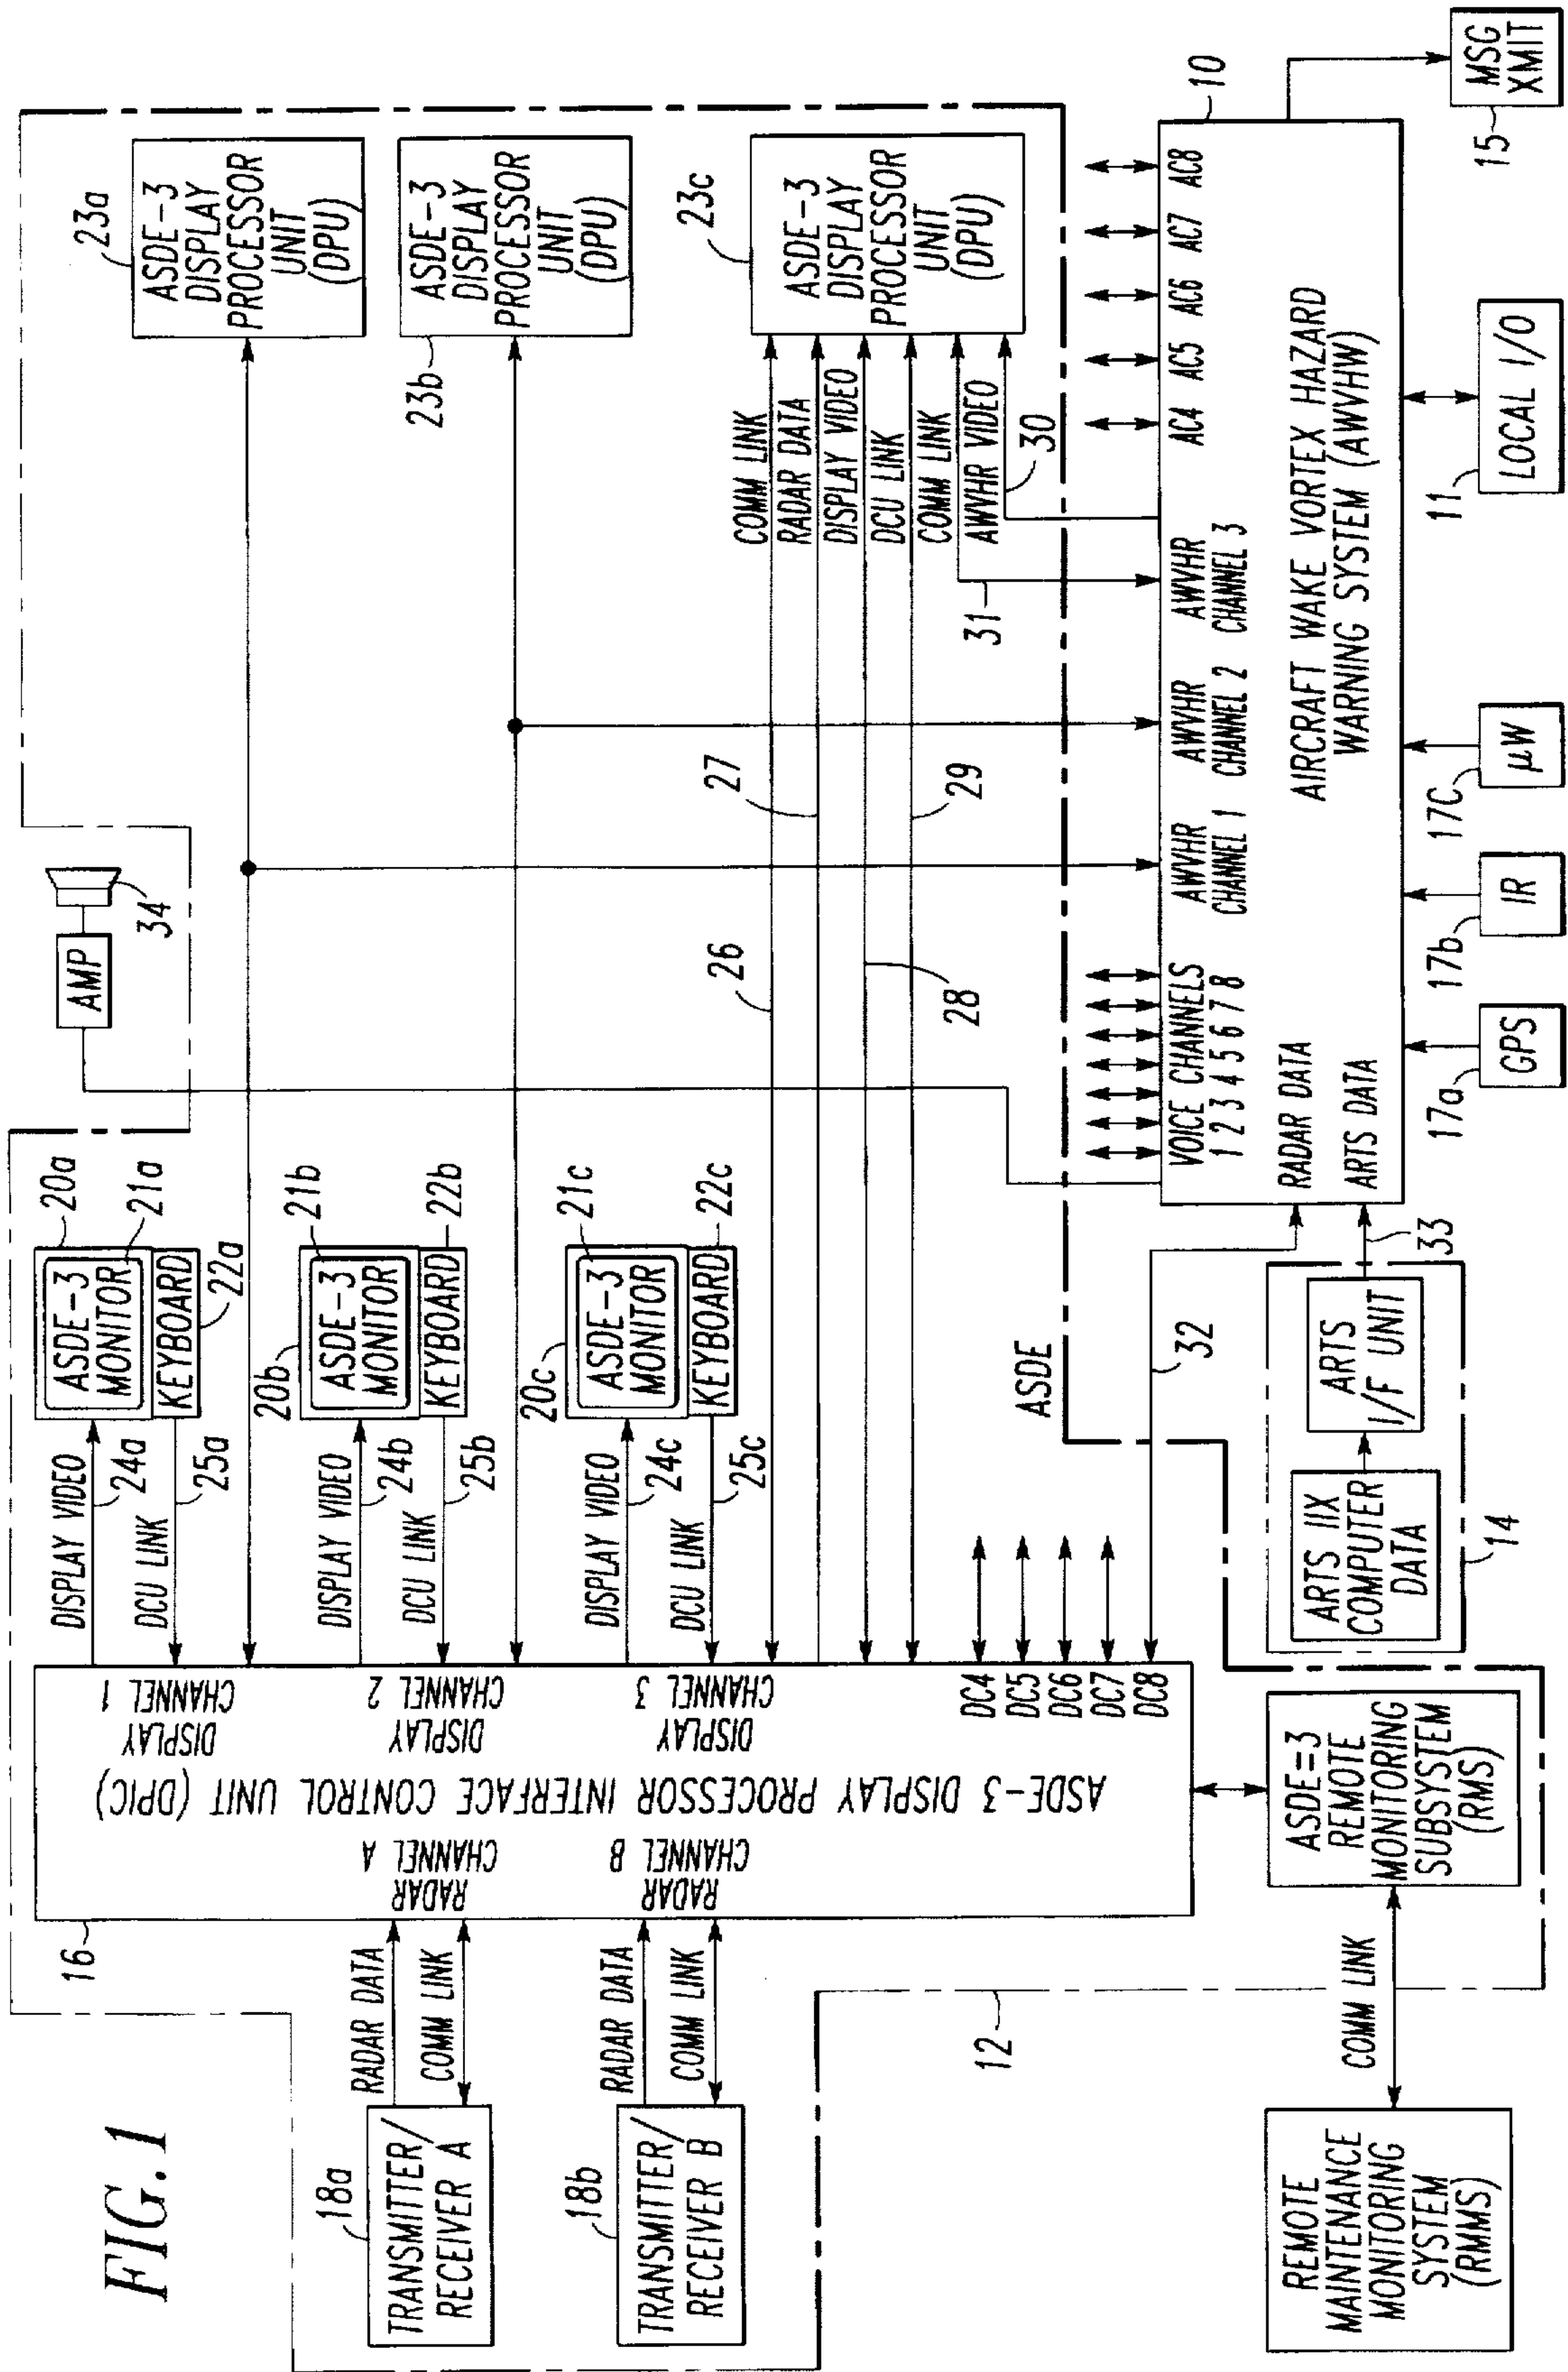 FIG. 1
18a
TRANSMITTER/
RECEIVER A
18b
TRANSMITTER/
RECEIVER B
RADAR DATA
COMM LINK
RADAR DATA
COMM LINK
12
REMOTE
MAINTENANCE
MONITORING
SYSTEM
(RMMS)
COMM LINK
16
RADAR
CHANNEL A
RADAR
CHANNEL B
ASDE-3 DISPLAY PROCESSOR INTERFACE CONTROL UNIT (DPIC)
DISPLAY
CHANNEL 1
DISPLAY
CHANNEL 2
DISPLAY
CHANNEL 3
DC4
DC5
DC6
DC7
DC8
ASDE=3
REMOTE
MONITORING
SUBSYSTEM
(RMS)
DISPLAY VIDEO
24a
DCU LINK
25a
DISPLAY VIDEO
24b
DCU LINK
25b
DISPLAY VIDEO
24c
DCU LINK
25c
20a
ASDE-3
MONITOR
21a
KEYBOARD
22a
20b
ASDE-3
MONITOR
21b
KEYBOARD
22b
20c
ASDE-3
MONITOR
21c
KEYBOARD
22c
ASDE
32
ARTS IIX
COMPUTER
DATA
ARTS
I/F UNIT
14
33
AMP
34
26
27
28
29
23a
ASDE-3
DISPLAY
PROCESSOR
UNIT
(DPU)
23b
ASDE-3
DISPLAY
PROCESSOR
UNIT
(DPU)
23c
ASDE-3
DISPLAY
PROCESSOR
UNIT
(DPU)
COMM LINK
RADAR DATA
DISPLAY VIDEO
DCU LINK
COMM LINK
AWVHR VIDEO
30
31
10
VOICE CHANNELS
1 2 3 4 5 6 7 8
AWVHR
CHANNEL 1
AWVHR
CHANNEL 2
AWVHR
CHANNEL 3
AC4
AC5
AC6
AC7
AC8
RADAR DATA
ARTS DATA
AIRCRAFT WAKE VORTEX HAZARD
WARNING SYSTEM (AWVHW)
17a
GPS
17b
IR
17C
µW
11
LOCAL I/O
15
MSG
XMIT